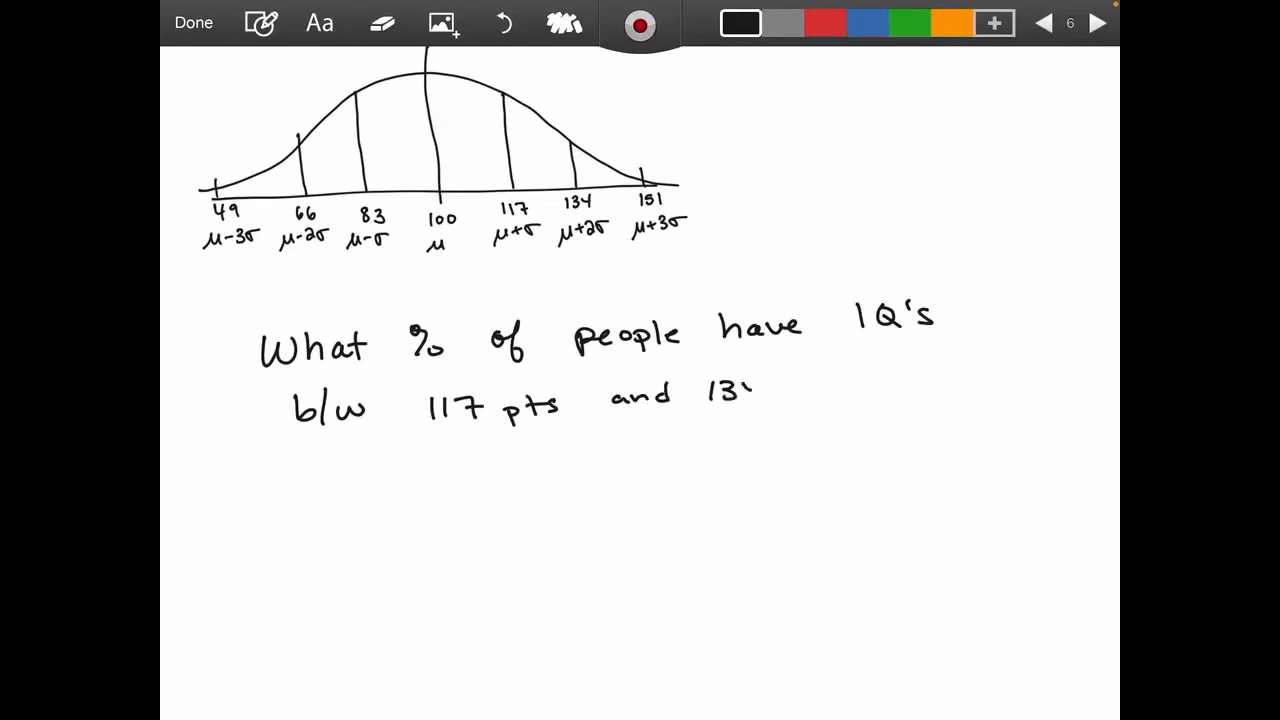 Done Aa 6
49 66 83 100 117 134 151
μ-3σ μ-2σ μ-σ μ μ+σ μ+2σ μ+3σ
What % of people have IQ's
b/w 117 pts and